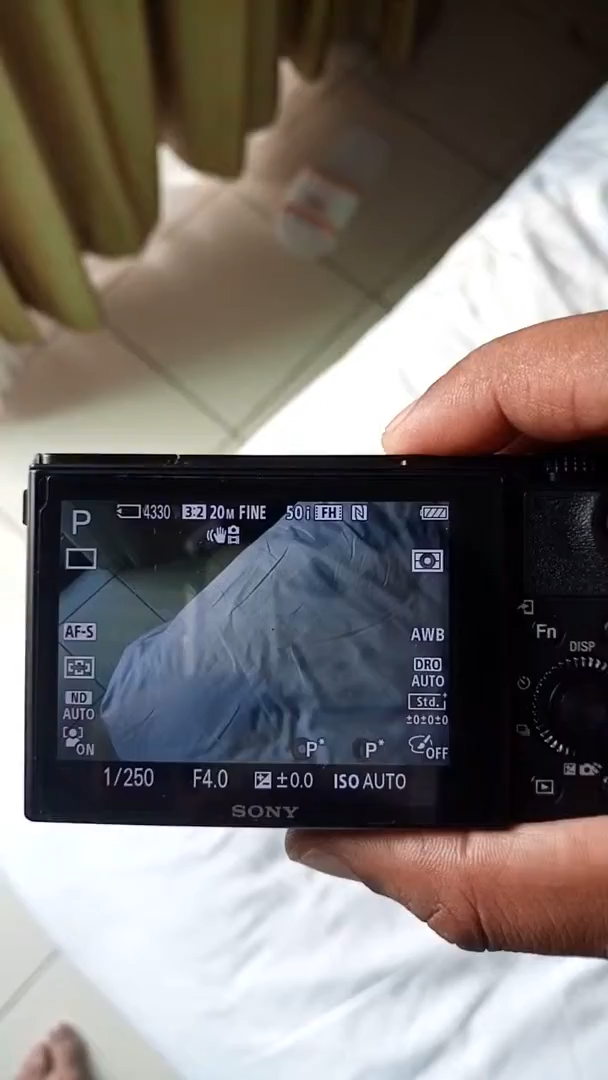 P 4330 3:2 20M FINE 50i FH N
AF-S
AWB
ND
AUTO
DRO
AUTO
Std.
±0±0±0
ON
P* P*
OFF
1/250 F4.0 ±0.0 ISO AUTO
SONY
Fn
DISP